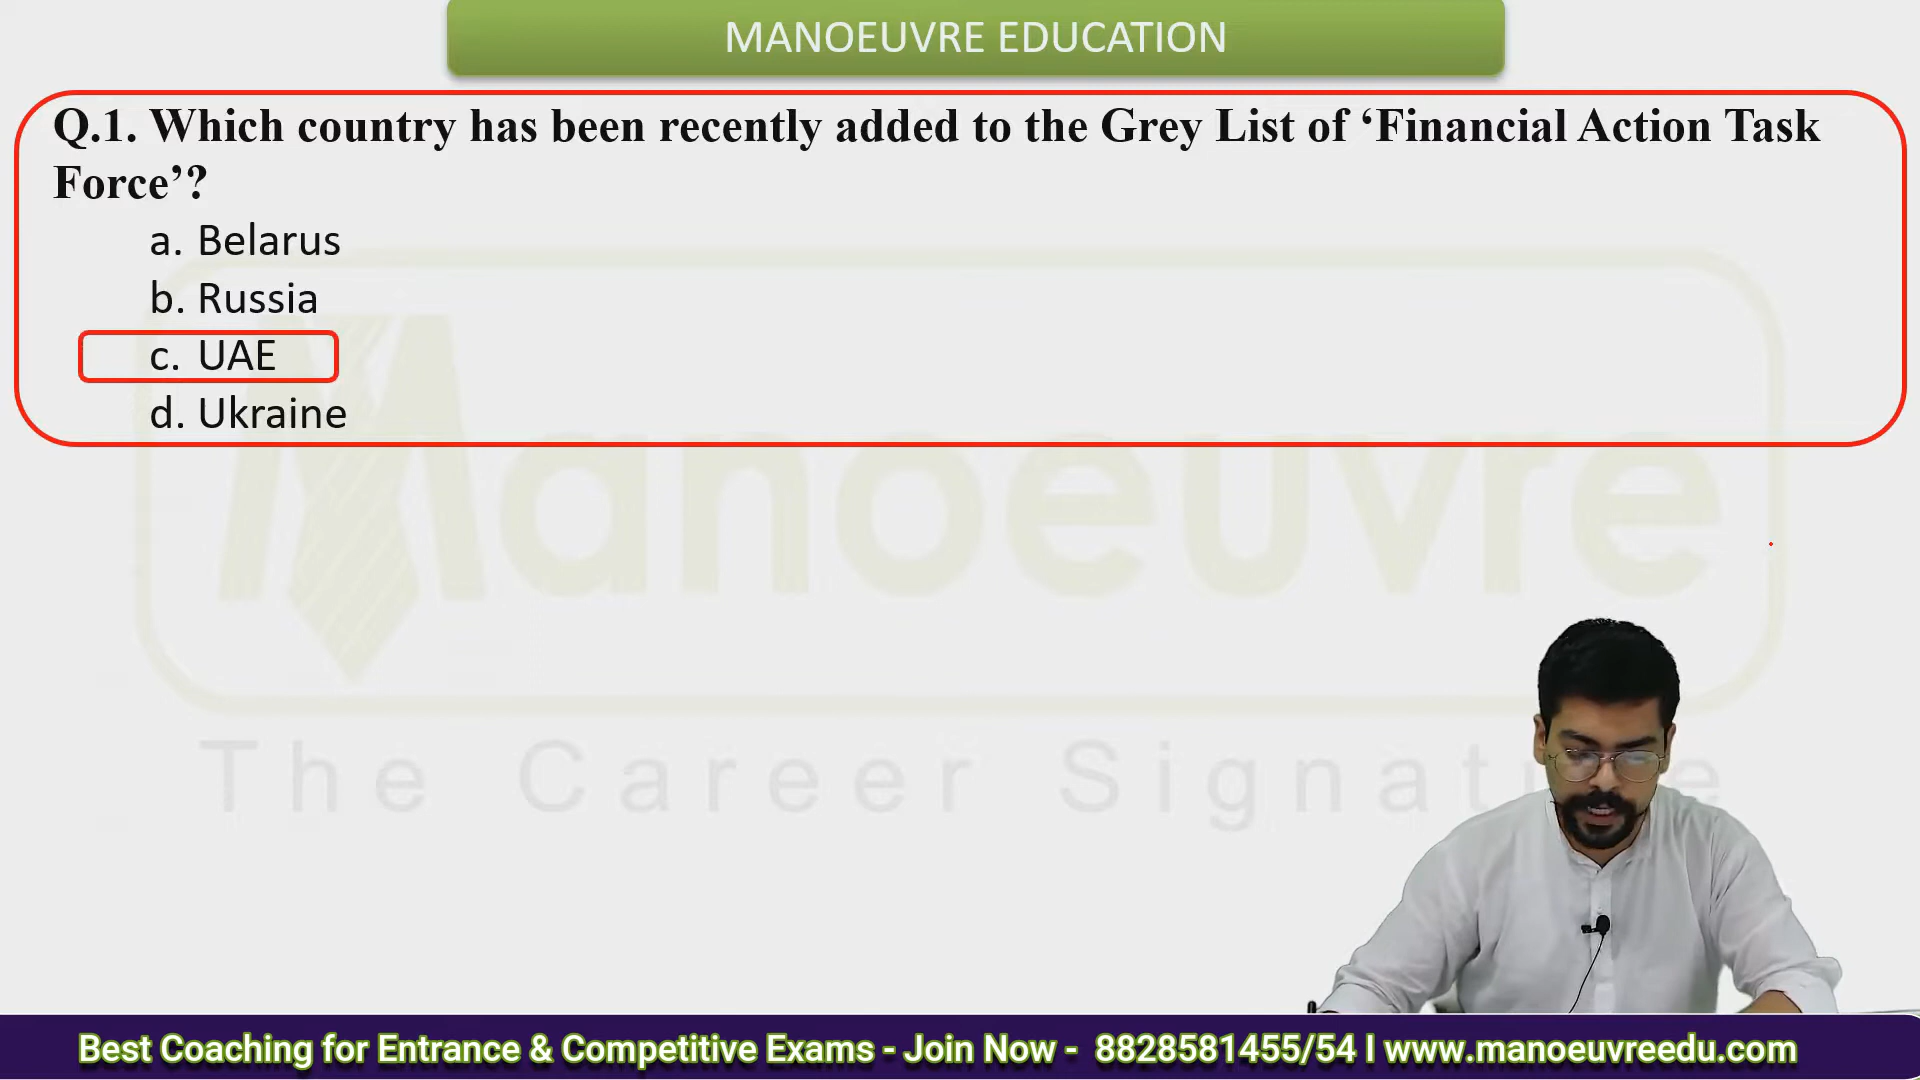 MANOEUVRE EDUCATION
Q.1. Which country has been recently added to the Grey List of ‘Financial Action Task
Force’?
a. Belarus
b. Russia
c. UAE
d. Ukraine
Manoeuvre
The Career Signature
Best Coaching for Entrance & Competitive Exams - Join Now - 8828581455/54 I www.manoeuvreedu.com